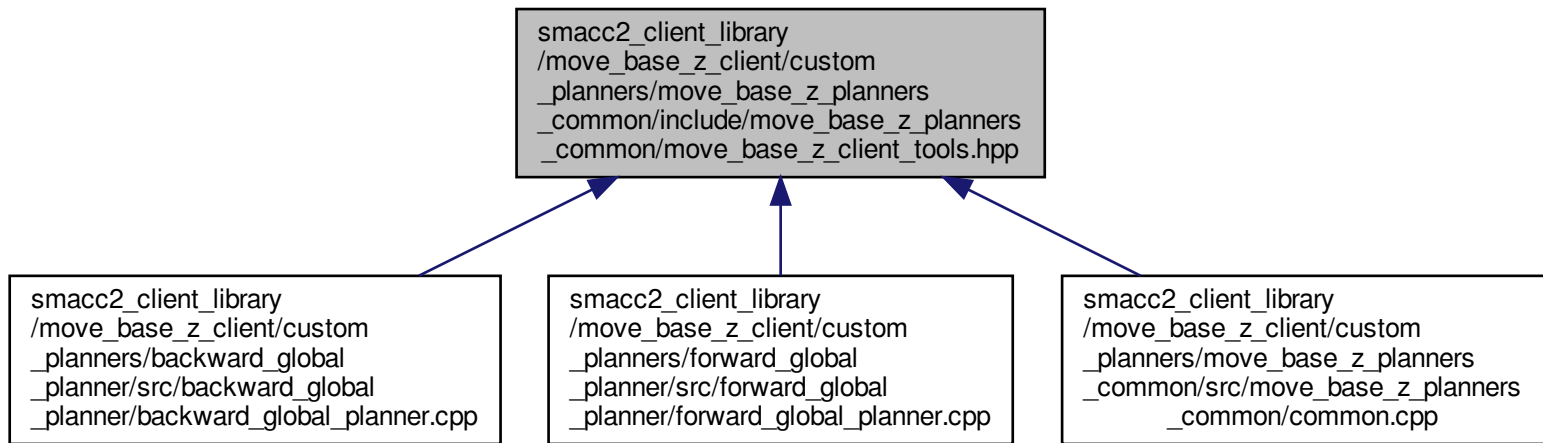 smacc2_client_library
/move_base_z_client/custom
_planners/move_base_z_planners
_common/include/move_base_z_planners
_common/move_base_z_client_tools.hpp
smacc2_client_library
/move_base_z_client/custom
_planners/backward_global
_planner/src/backward_global
_planner/backward_global_planner.cpp
smacc2_client_library
/move_base_z_client/custom
_planners/forward_global
_planner/src/forward_global
_planner/forward_global_planner.cpp
smacc2_client_library
/move_base_z_client/custom
_planners/move_base_z_planners
_common/src/move_base_z_planners
_common/common.cpp